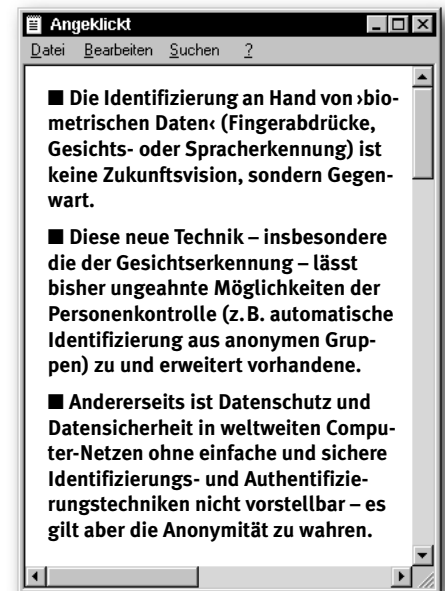 Angeklickt
Datei Bearbeiten Suchen ?
■ Die Identifizierung an Hand von ›bio-
metrischen Daten‹ (Fingerabdrücke,
Gesichts- oder Spracherkennung) ist
keine Zukunftsvision, sondern Gegen-
wart.
■ Diese neue Technik – insbesondere
die der Gesichtserkennung – lässt
bisher ungeahnte Möglichkeiten der
Personenkontrolle (z.B. automatische
Identifizierung aus anonymen Grup-
pen) zu und erweitert vorhandene.
■ Andererseits ist Datenschutz und
Datensicherheit in weltweiten Compu-
ter-Netzen ohne einfache und sichere
Identifizierungs- und Authentifizie-
rungstechniken nicht vorstellbar – es
gilt aber die Anonymität zu wahren.